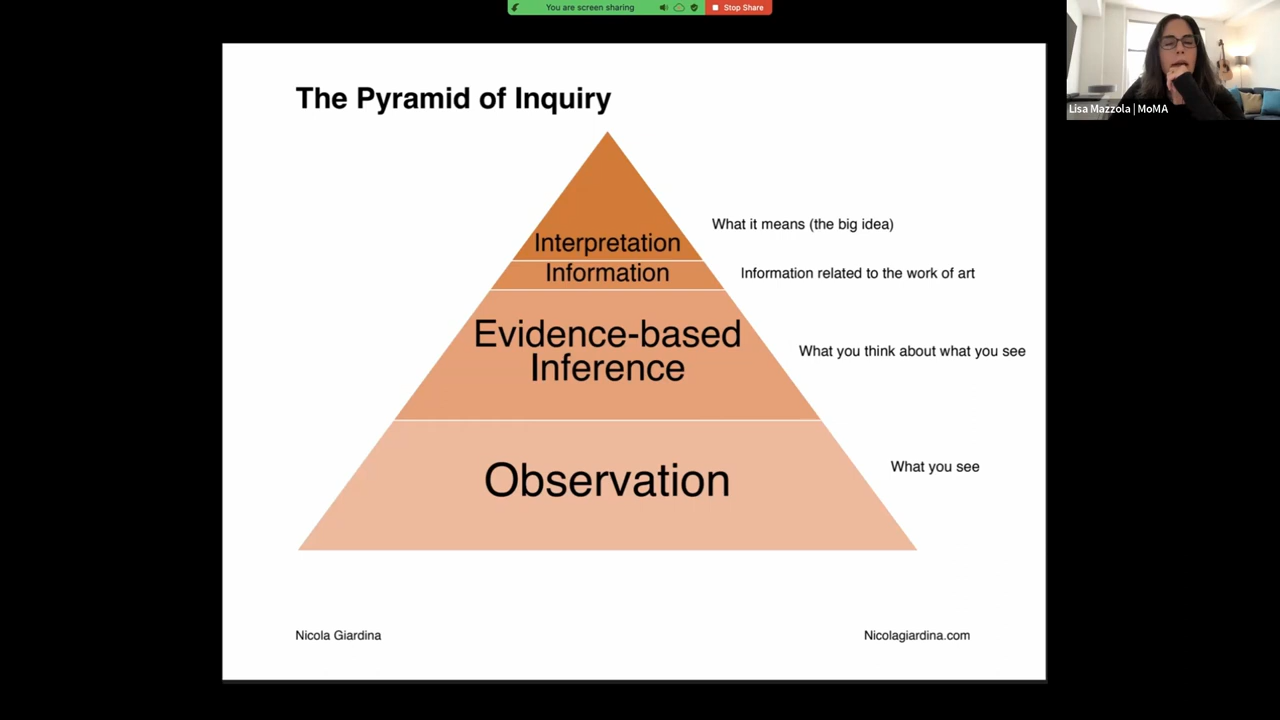 You are screen sharing
Stop Share
Lisa Mazzola | MoMA
The Pyramid of Inquiry
Interpretation
What it means (the big idea)
Information
Information related to the work of art
Evidence-based
Inference
What you think about what you see
Observation
What you see
Nicola Giardina
Nicolagiardina.com